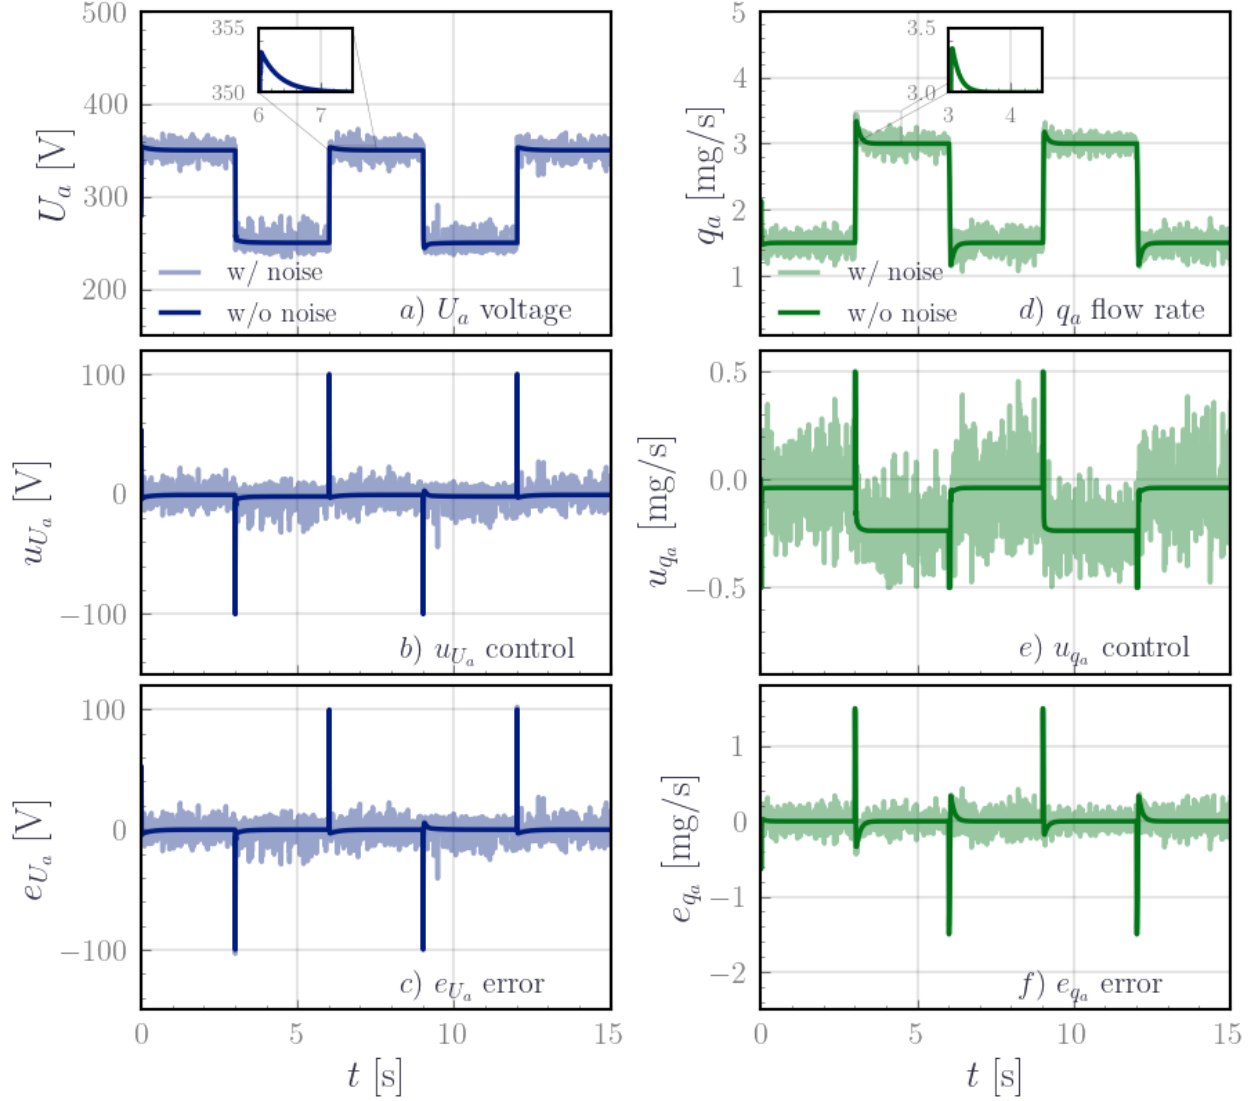 500
400
300
200
U_a [V]
355
350
6 7
w/ noise
w/o noise
a) U_a voltage
5
4
3
2
1
q_a [mg/s]
3.5
3.0
3 4
w/ noise
w/o noise
d) q_a flow rate
100
0
−100
u_{U_a} [V]
b) u_{U_a} control
0.5
0.0
−0.5
u_{q_a} [mg/s]
e) u_{q_a} control
100
0
−100
e_{U_a} [V]
c) e_{U_a} error
0 5 10 15
t [s]
1
0
−1
−2
e_{q_a} [mg/s]
f) e_{q_a} error
0 5 10 15
t [s]